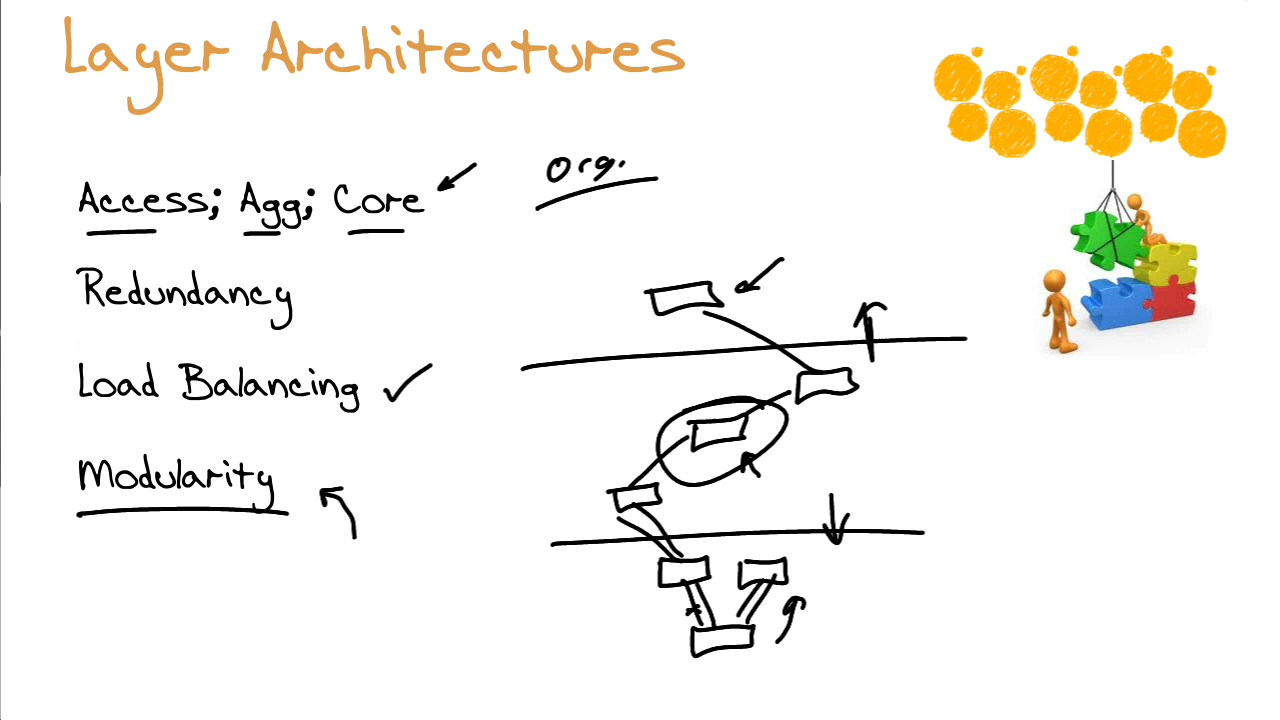 Layer Architectures
Access; Agg; Core
Org.
Redundancy
Load Balancing
Modularity